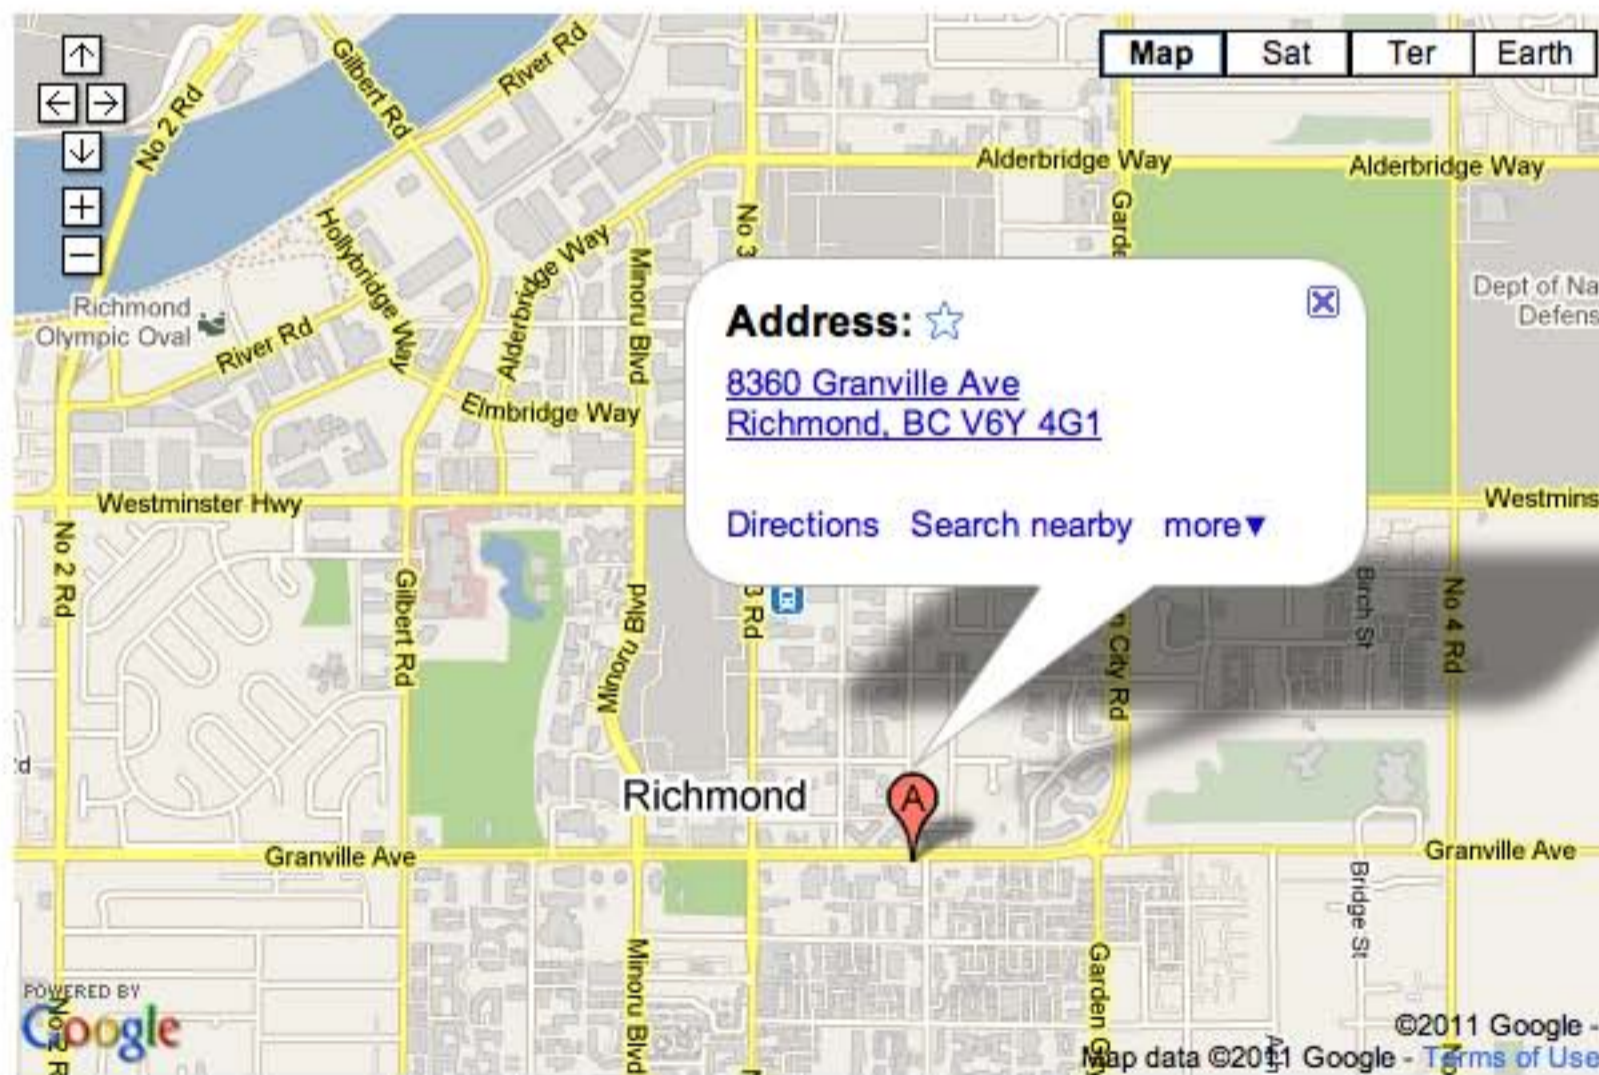 Map
Sat
Ter
Earth
No 2 Rd
Gilbert Rd
River Rd
Alderbridge Way
Alderbridge Way
No 3
Hollybridge Way
Alderbridge Way
Minoru Blvd
Richmond
Olympic Oval
River Rd
Elmbridge Way
Dept of Na
Defens
Address:
8360 Granville Ave
Richmond, BC V6Y 4G1
Directions Search nearby more▼
Westminster Hwy
Westmins
No 2 Rd
Gilbert Rd
Minoru Blvd
3 Rd
City Rd
Birch St
No 4 Rd
Richmond
A
Granville Ave
Granville Ave
Bridge St
Minoru Blvd
POWERED BY
Google
©2011 Google -
Map data ©2011 Google - Terms of Use